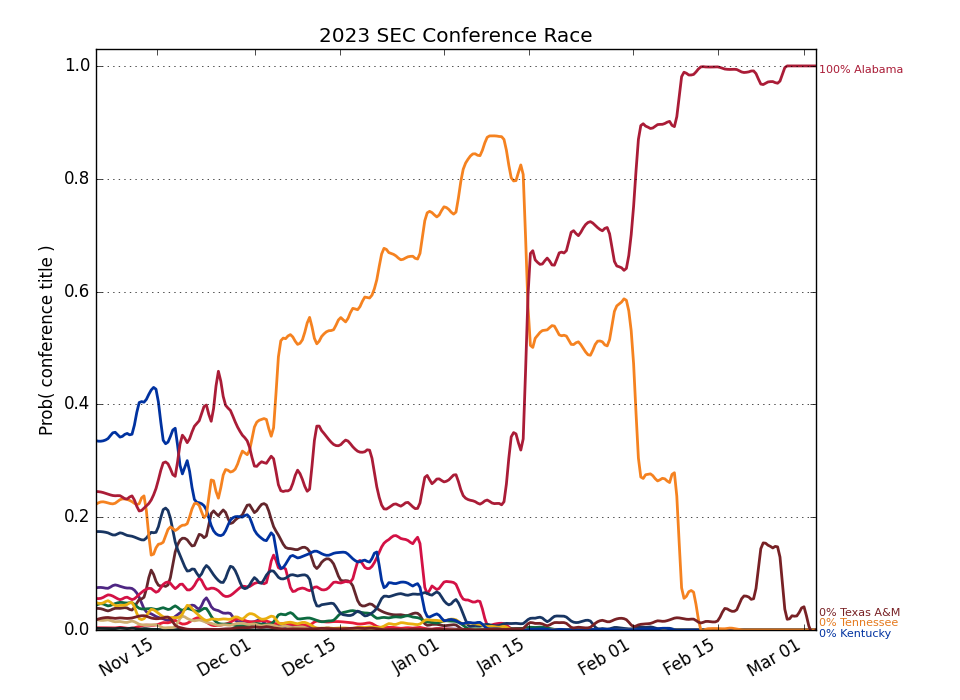 2023 SEC Conference Race
Prob( conference title )
1.0
0.8
0.6
0.4
0.2
0.0
100% Alabama
0% Texas A&M
0% Tennessee
0% Kentucky
Nov 15
Dec 01
Dec 15
Jan 01
Jan 15
Feb 01
Feb 15
Mar 01